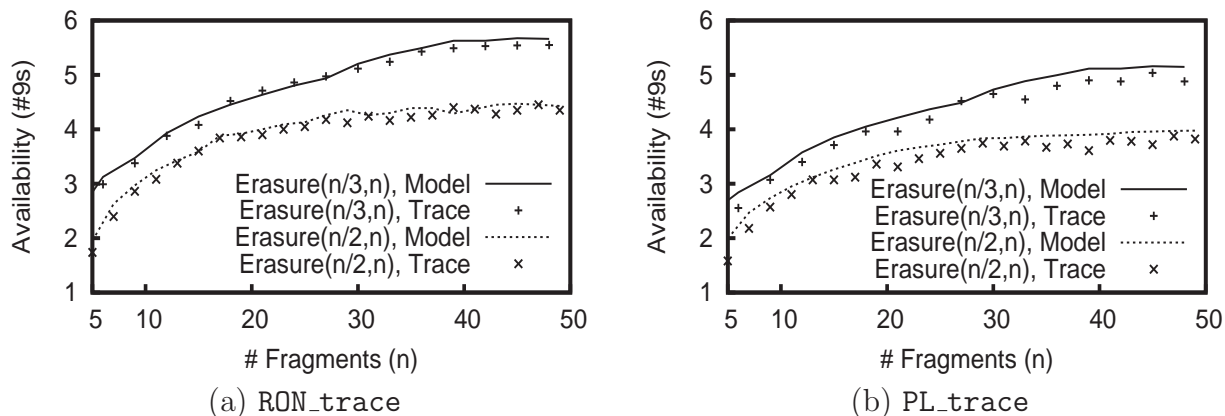 Availability (#9s)
6
5
4
3
2
1
Erasure(n/3,n), Model
Erasure(n/3,n), Trace
Erasure(n/2,n), Model
Erasure(n/2,n), Trace
5 10 20 30 40 50
# Fragments (n)
(a) RON_trace
Availability (#9s)
6
5
4
3
2
1
Erasure(n/3,n), Model
Erasure(n/3,n), Trace
Erasure(n/2,n), Model
Erasure(n/2,n), Trace
5 10 20 30 40 50
# Fragments (n)
(b) PL_trace